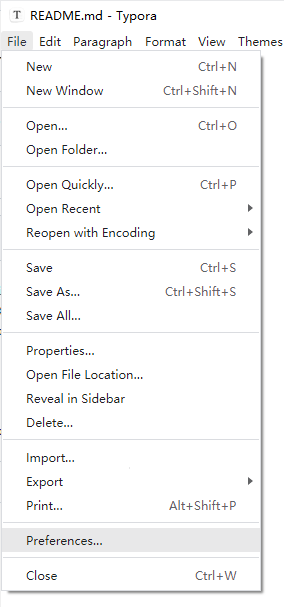 T README.md - Typora
File Edit Paragraph Format View Themes
New Ctrl+N
New Window Ctrl+Shift+N
Open... Ctrl+O
Open Folder...
Open Quickly... Ctrl+P
Open Recent
Reopen with Encoding
Save Ctrl+S
Save As... Ctrl+Shift+S
Save All...
Properties...
Open File Location...
Reveal in Sidebar
Delete...
Import...
Export
Print... Alt+Shift+P
Preferences...
Close Ctrl+W